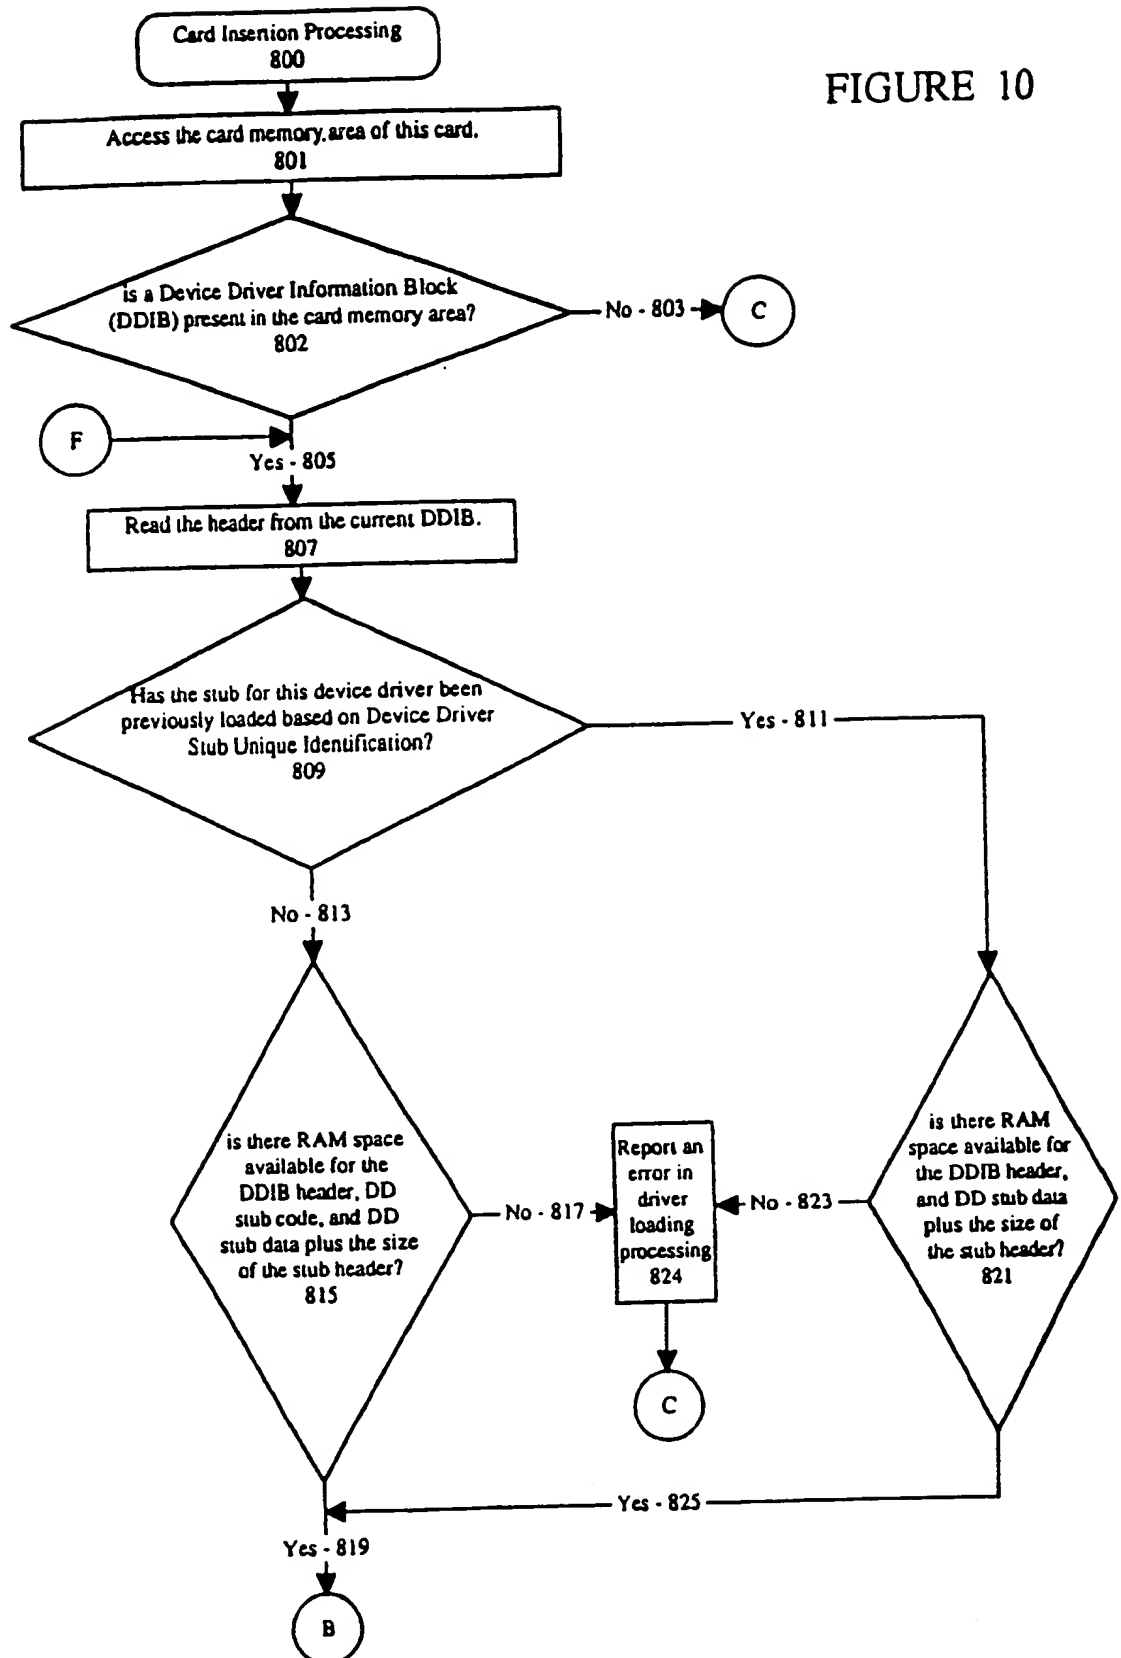 Card Insertion Processing
800
FIGURE 10
Access the card memory area of this card.
801
is a Device Driver Information Block
(DDIB) present in the card memory area?
802
No - 803
C
F
Yes - 805
Read the header from the current DDIB.
807
Has the stub for this device driver been
previously loaded based on Device Driver
Stub Unique Identification?
809
Yes - 811
No - 813
is there RAM space
available for the
DDIB header, DD
stub code, and DD
stub data plus the size
of the stub header?
815
No - 817
Report an
error in
driver
loading
processing
824
No - 823
is there RAM
space available for
the DDIB header,
and DD stub data
plus the size of
the stub header?
821
C
Yes - 825
Yes - 819
B